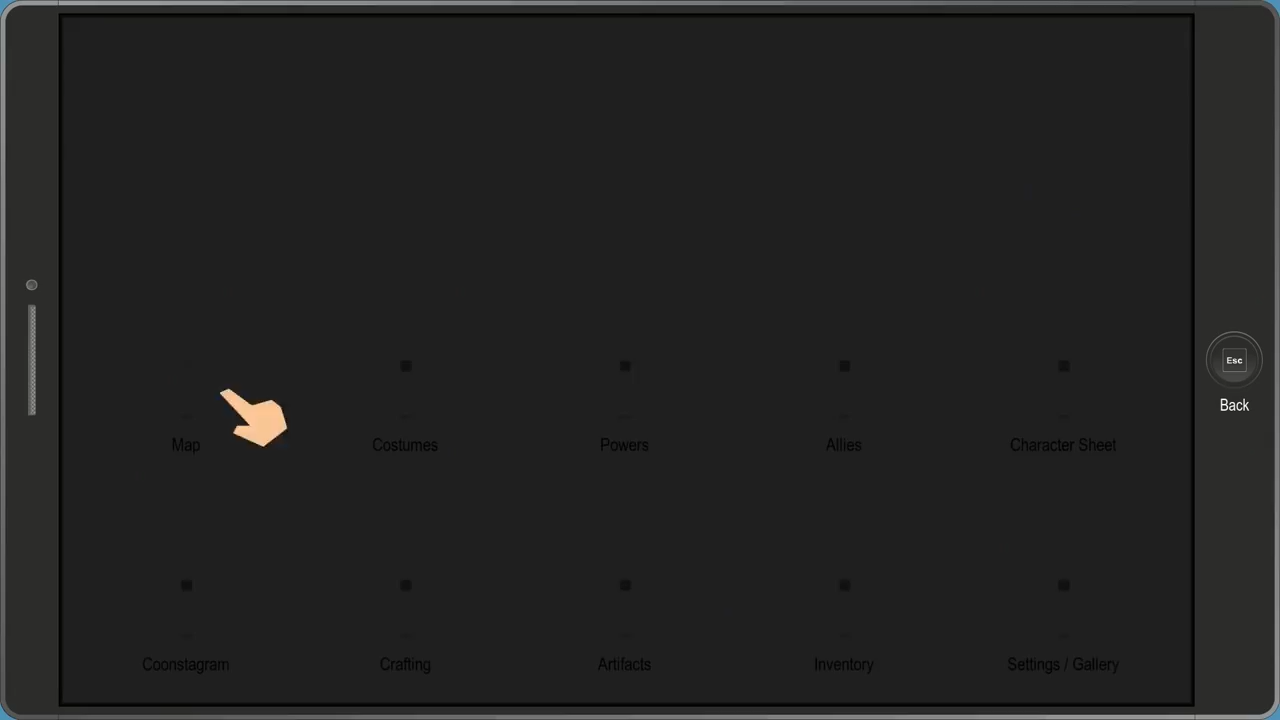 Esc
Back
Map
Costumes
Powers
Allies
Character Sheet
Coonstagram
Crafting
Artifacts
Inventory
Settings / Gallery